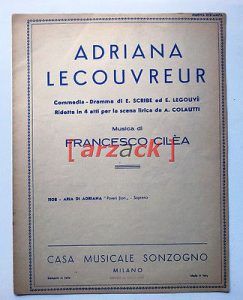 ADRIANA
LECOUVREUR
Commedia - Dramma di E. SCRIBE ed E. LEGOUVÉ
Ridotta in 4 atti per la scena lirica da A. COLAUTTI
Musica di
FRANCESCO CILÈA
[arzack]
ARIA DI ADRIANA "Poveri fiori," - Soprano
CASA MUSICALE SONZOGNO
MILANO